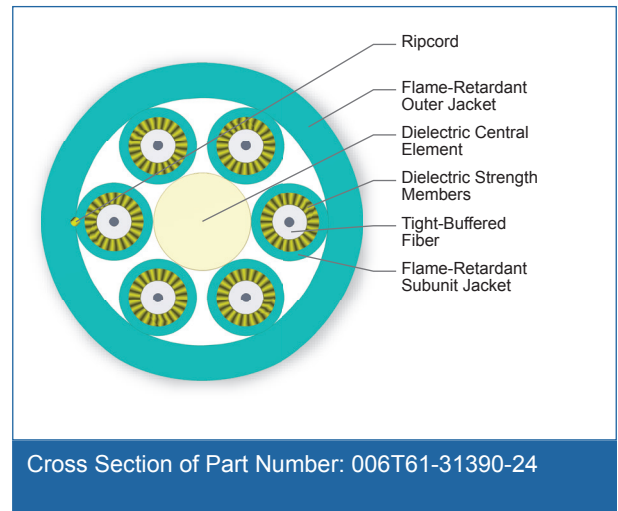 Ripcord
Flame-Retardant
Outer Jacket
Dielectric Central
Element
Dielectric Strength
Members
Tight-Buffered
Fiber
Flame-Retardant
Subunit Jacket
Cross Section of Part Number: 006T61-31390-24